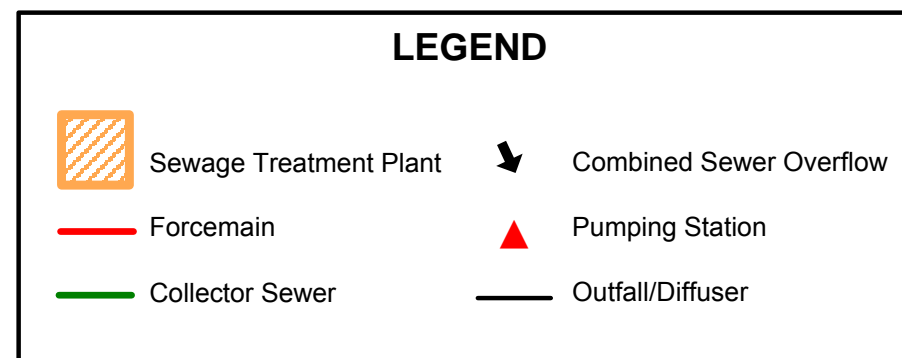 LEGEND
Sewage Treatment Plant
Combined Sewer Overflow
Forcemain
Pumping Station
Collector Sewer
Outfall/Diffuser